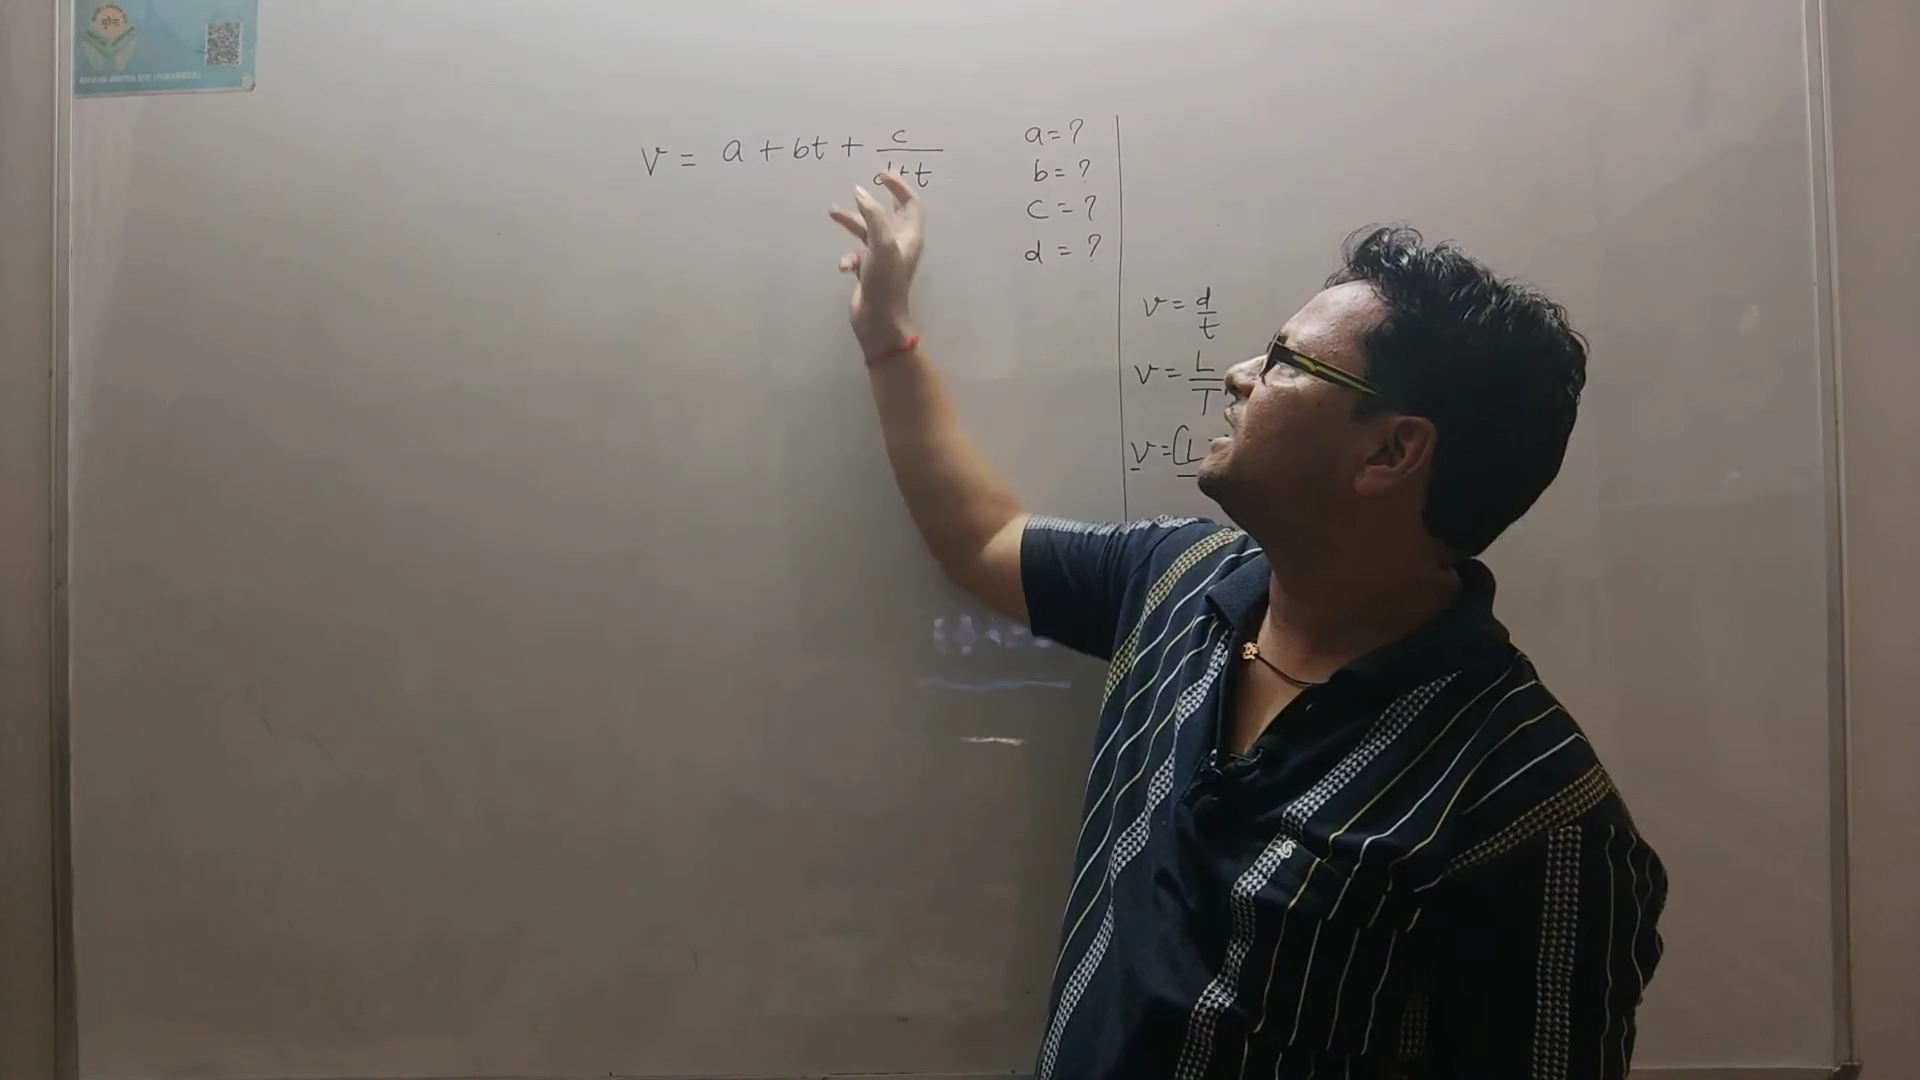 पुरैना
V = a + bt + c/d+t
a = ?
b = ?
c = ?
d = ?
v = d/t
v = L/T
v = (L